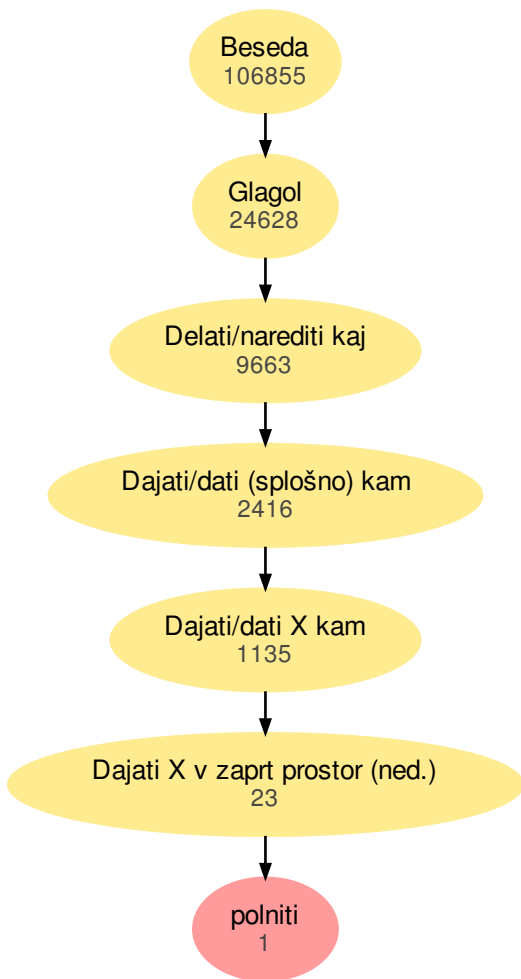 Beseda
106855
Glagol
24628
Delati/narediti kaj
9663
Dajati/dati (splošno) kam
2416
Dajati/dati X kam
1135
Dajati X v zaprt prostor (ned.)
23
polniti
1